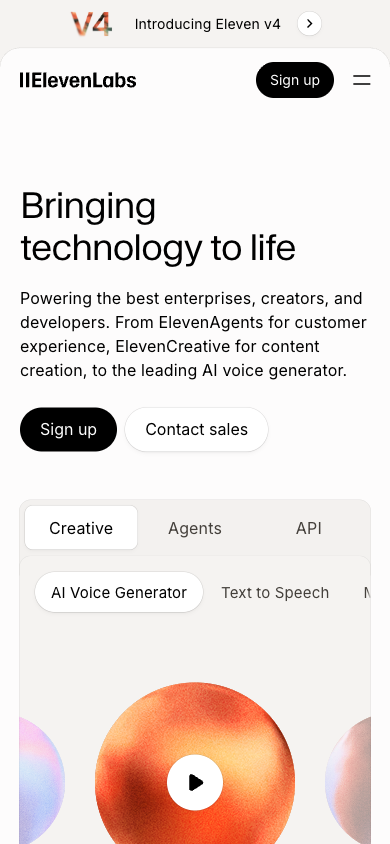 V4 Introducing Eleven v4
IIElevenLabs Sign up
Bringing
technology to life
Powering the best enterprises, creators, and
developers. From ElevenAgents for customer
experience, ElevenCreative for content
creation, to the leading AI voice generator.
Sign up Contact sales
Creative Agents API
AI Voice Generator Text to Speech